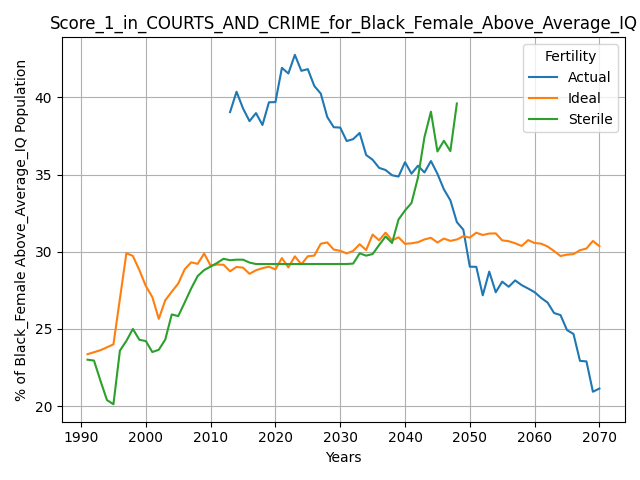 Score_1_in_COURTS_AND_CRIME_for_Black_Female_Above_Average_IQ
% of Black_Female Above_Average_IQ Population
Fertility
Actual
Ideal
Sterile
40
35
30
25
20
1990
2000
2010
2020
2030
2040
2050
2060
2070
Years